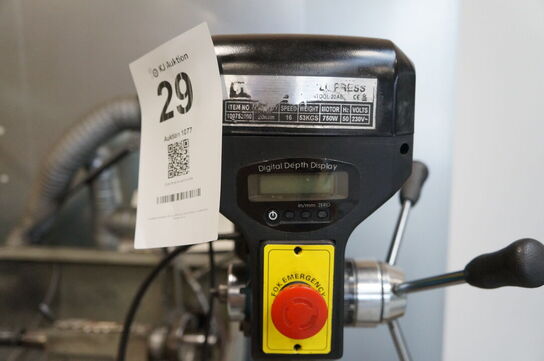 KJ Auktion
29
Auktion 1077
PRESS
ITEM NO
SPEED WEIGHT MOTOR Hz VOLTS
16 53KGS 750W 50 230V~
Digital Depth Display
in/mm ZERO
FOR EMERGENCY